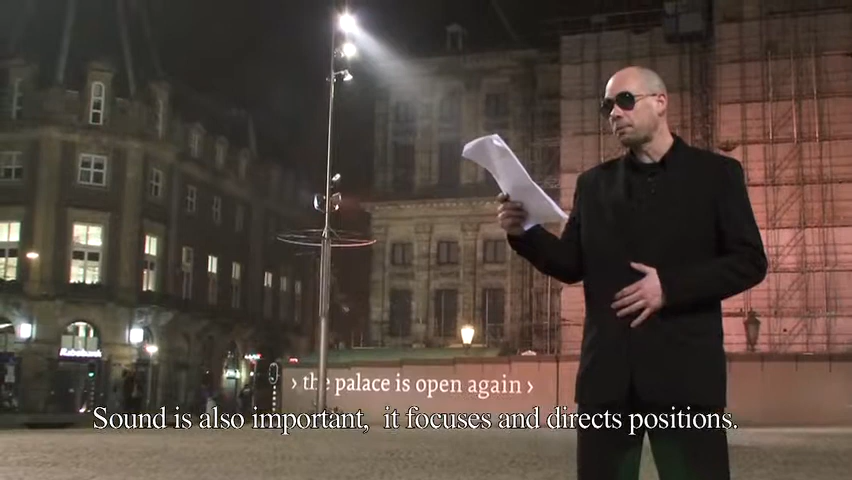 › the palace is open again ›
Sound is also important,  it focuses and directs positions.